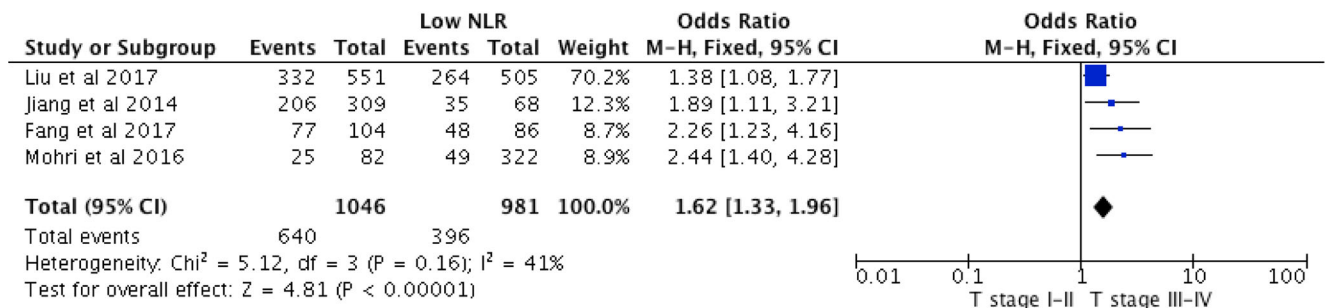 Low NLR Odds Ratio Odds Ratio
Study or Subgroup Events Total Events Total Weight M-H, Fixed, 95% CI M-H, Fixed, 95% CI
Liu et al 2017 332 551 264 505 70.2% 1.38 [1.08, 1.77]
Jiang et al 2014 206 309 35 68 12.3% 1.89 [1.11, 3.21]
Fang et al 2017 77 104 48 86 8.7% 2.26 [1.23, 4.16]
Mohri et al 2016 25 82 49 322 8.9% 2.44 [1.40, 4.28]
Total (95% CI) 1046 981 100.0% 1.62 [1.33, 1.96]
Total events 640 396
Heterogeneity: Chi² = 5.12, df = 3 (P = 0.16); I² = 41%
Test for overall effect: Z = 4.81 (P < 0.00001)
0.01 0.1 1 10 100
T stage I-II T stage III-IV